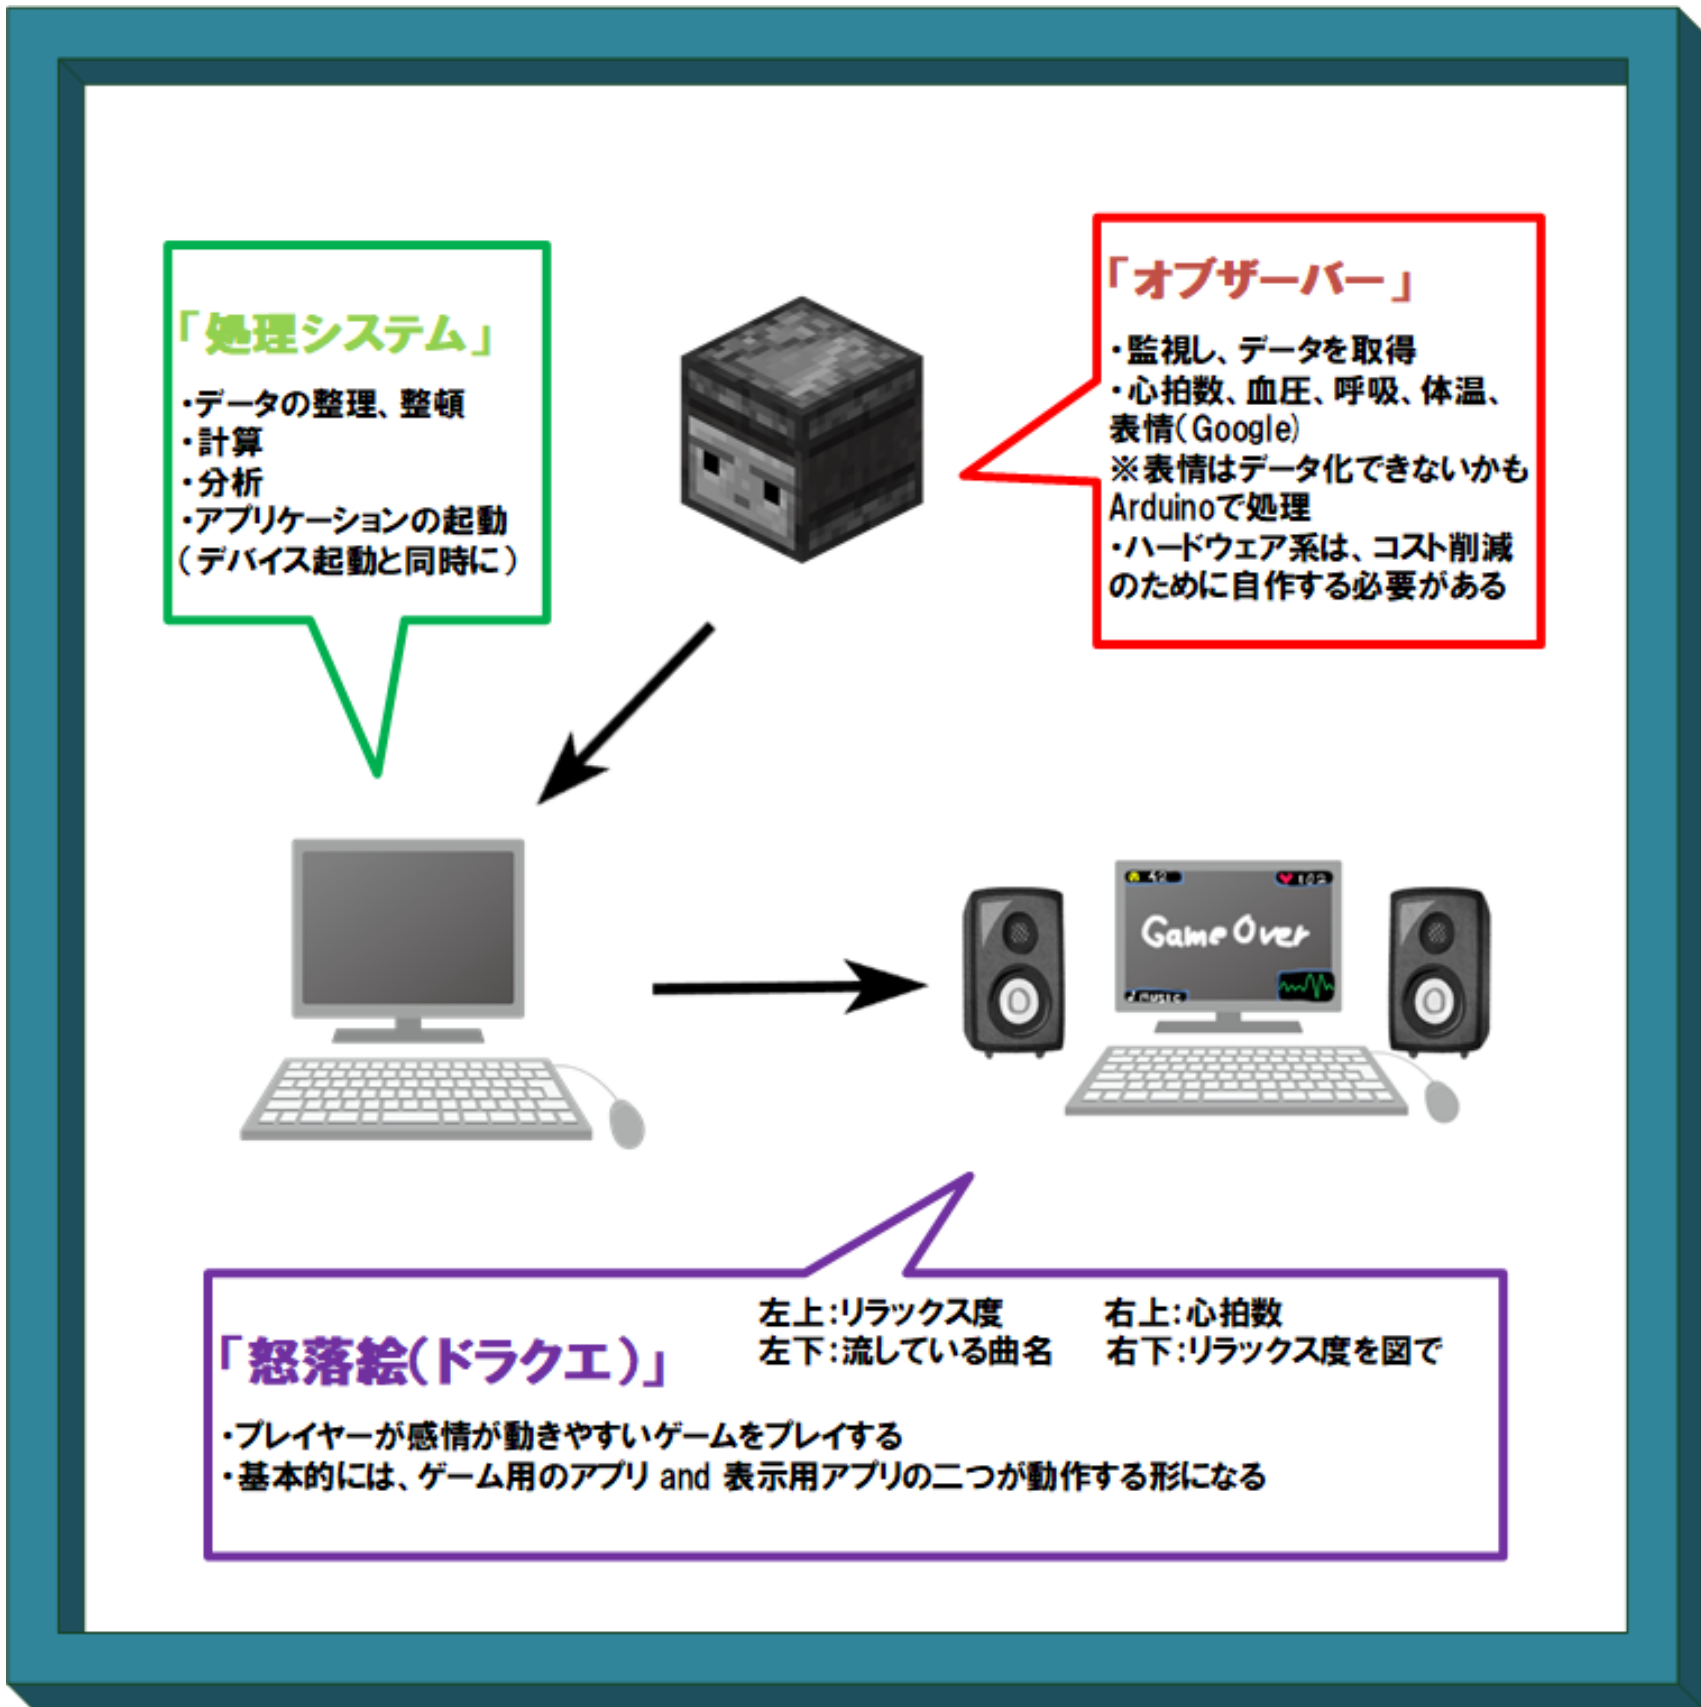 「処理システム」
・データの整理、整頓
・計算
・分析
・アプリケーションの起動
（デバイス起動と同時に）
「オブザーバー」
・監視し、データを取得
・心拍数、血圧、呼吸、体温、
表情(Google)
※表情はデータ化できないかも
Arduinoで処理
・ハードウェア系は、コスト削減
のために自作する必要がある
42
102
Game Over
♪ music
「怒落絵(ドラクエ)」
左上：リラックス度
右上：心拍数
左下：流している曲名
右下：リラックス度を図で
・プレイヤーが感情が動きやすいゲームをプレイする
・基本的には、ゲーム用のアプリ and 表示用アプリの二つが動作する形になる